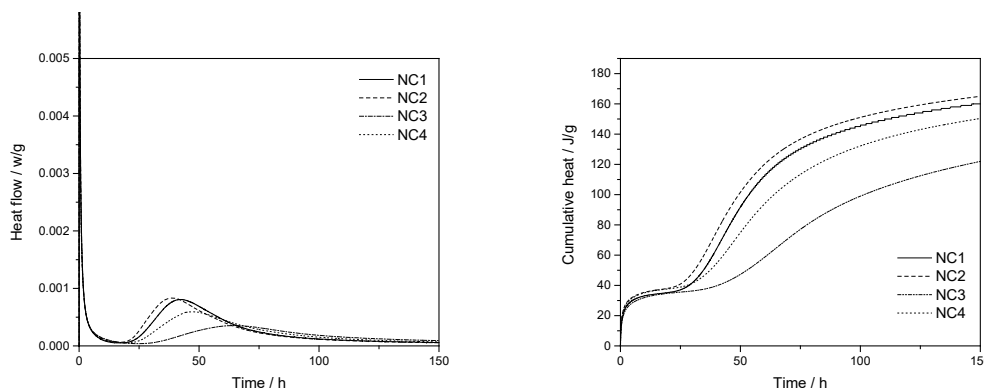 0.005
0.004
0.003
0.002
0.001
0.000
Heat flow / w/g
0
50
100
150
Time / h
NC1
NC2
NC3
NC4
180
160
140
120
100
80
60
40
20
0
Cumulative heat / J/g
0
50
100
15
Time / h
NC1
NC2
NC3
NC4